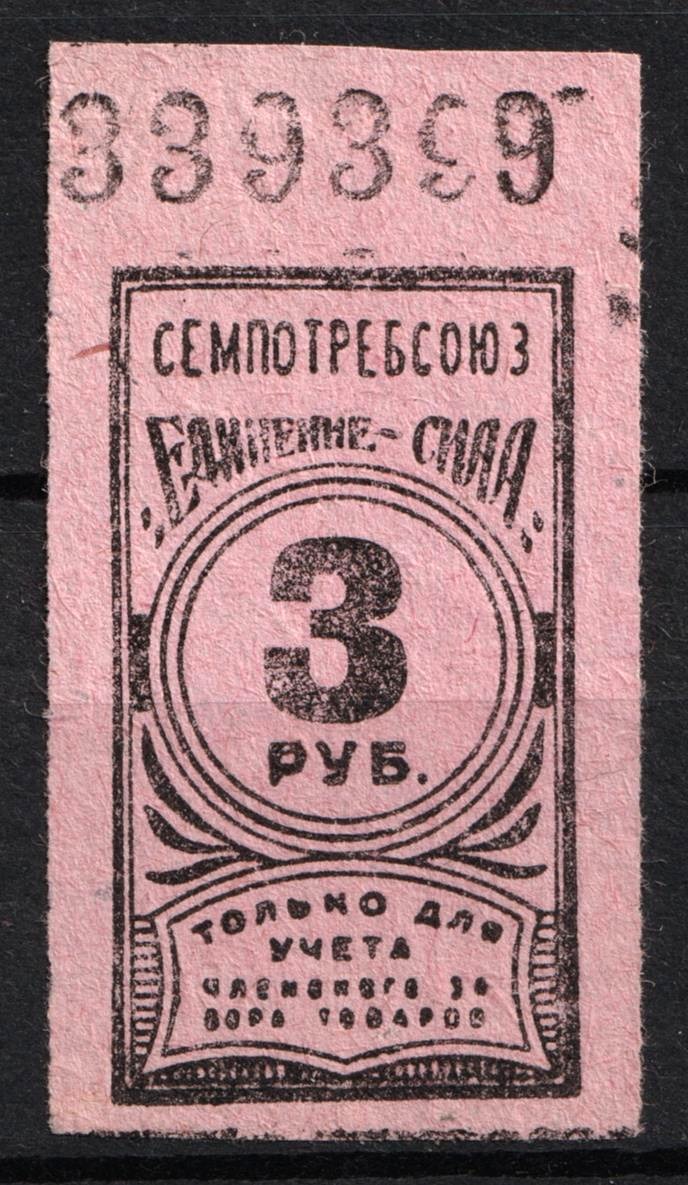 339399
СЕМПОТРЕБСОЮЗ
„ЕДИНЕНИЕ-СИЛА„
3
РУБ.
ТОЛЬКО ДЛЯ
УЧЕТА
ЧЛЕНСКОГО ЗА
БОРА ТОВАРОВ